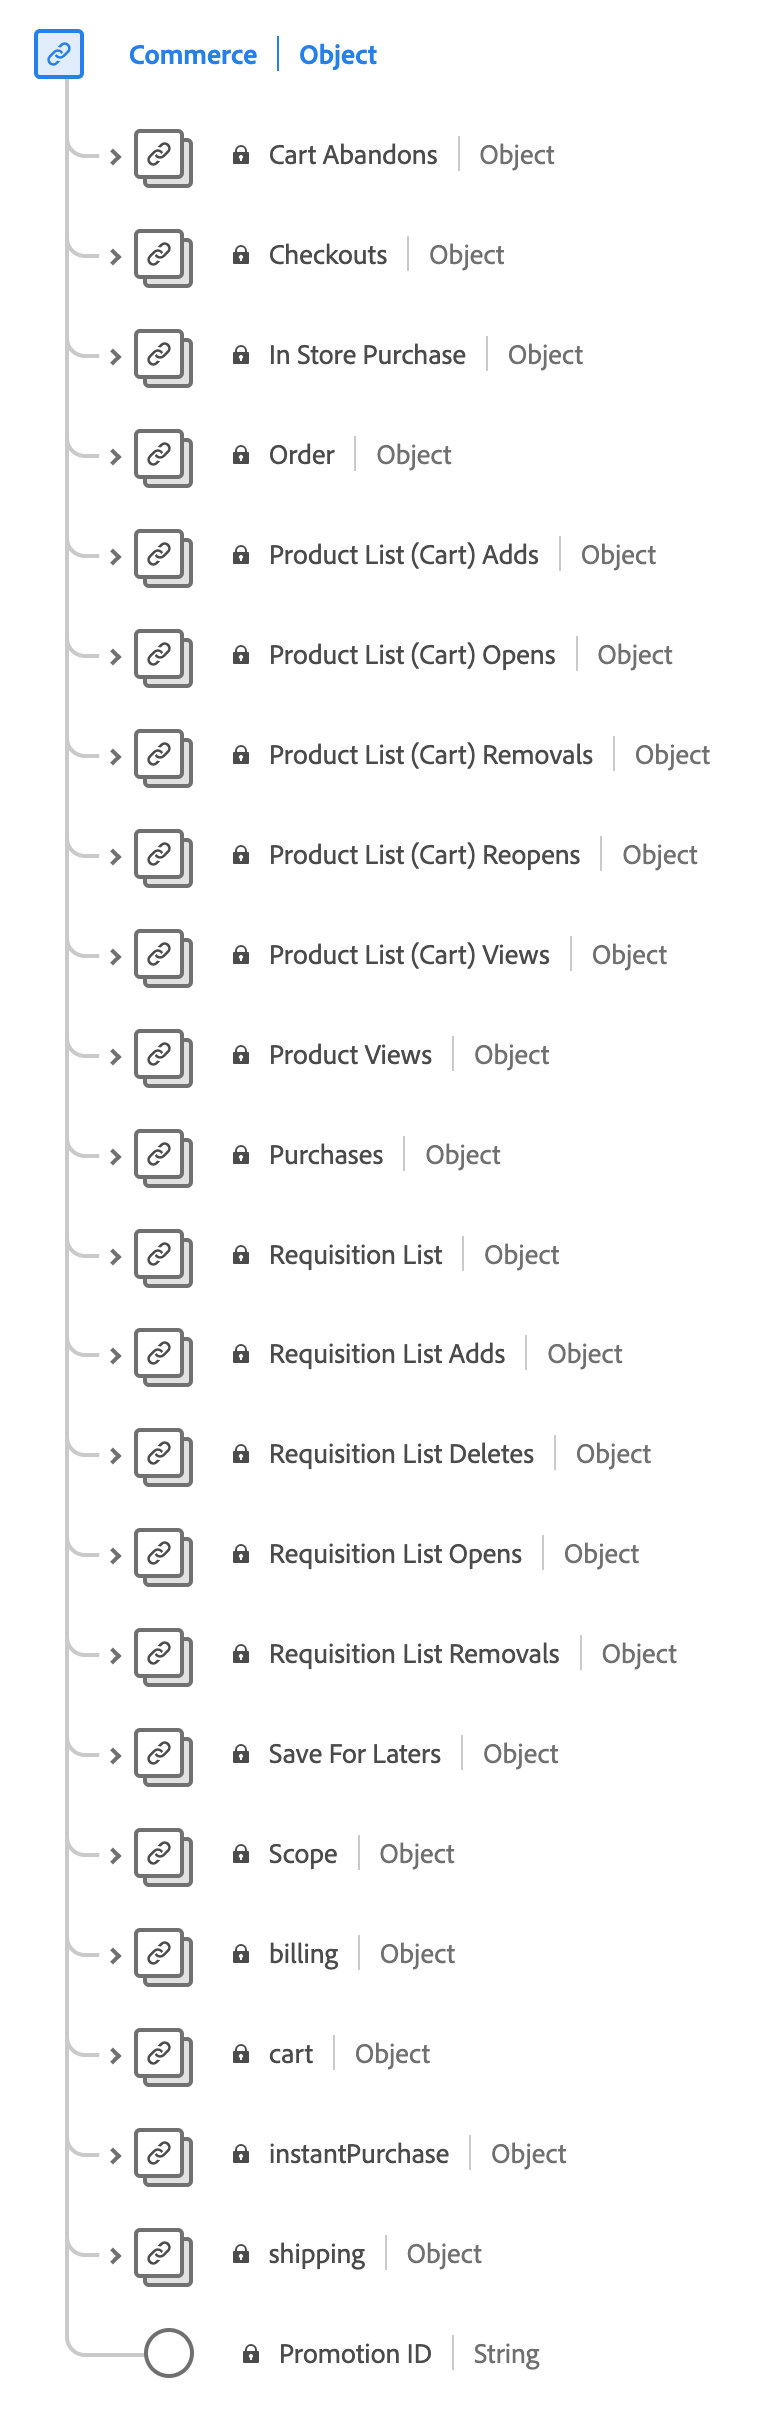 Commerce | Object
Cart Abandons | Object
Checkouts | Object
In Store Purchase | Object
Order | Object
Product List (Cart) Adds | Object
Product List (Cart) Opens | Object
Product List (Cart) Removals | Object
Product List (Cart) Reopens | Object
Product List (Cart) Views | Object
Product Views | Object
Purchases | Object
Requisition List | Object
Requisition List Adds | Object
Requisition List Deletes | Object
Requisition List Opens | Object
Requisition List Removals | Object
Save For Laters | Object
Scope | Object
billing | Object
cart | Object
instantPurchase | Object
shipping | Object
Promotion ID | String